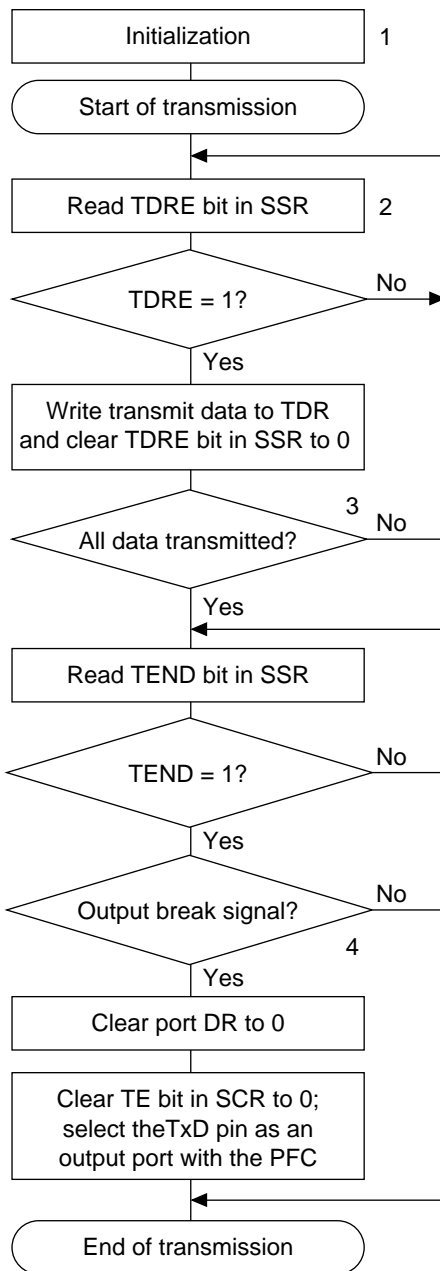 Initialization
1
Start of transmission
Read TDRE bit in SSR
2
TDRE = 1?
No
Yes
Write transmit data to TDR
and clear TDRE bit in SSR to 0
3
All data transmitted?
No
Yes
Read TEND bit in SSR
TEND = 1?
No
Yes
Output break signal?
No
4
Yes
Clear port DR to 0
Clear TE bit in SCR to 0;
select theTxD pin as an
output port with the PFC
End of transmission